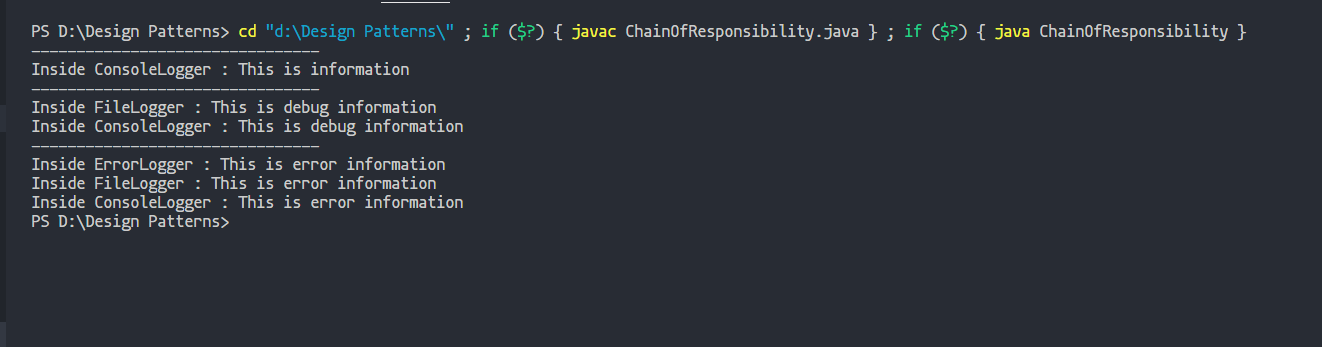 PS D:\Design Patterns> cd "d:\Design Patterns\" ; if ($?) { javac ChainOfResponsibility.java } ; if ($?) { java ChainOfResponsibility }
--------------------------------
Inside ConsoleLogger : This is information
--------------------------------
Inside FileLogger : This is debug information
Inside ConsoleLogger : This is debug information
--------------------------------
Inside ErrorLogger : This is error information
Inside FileLogger : This is error information
Inside ConsoleLogger : This is error information
PS D:\Design Patterns>